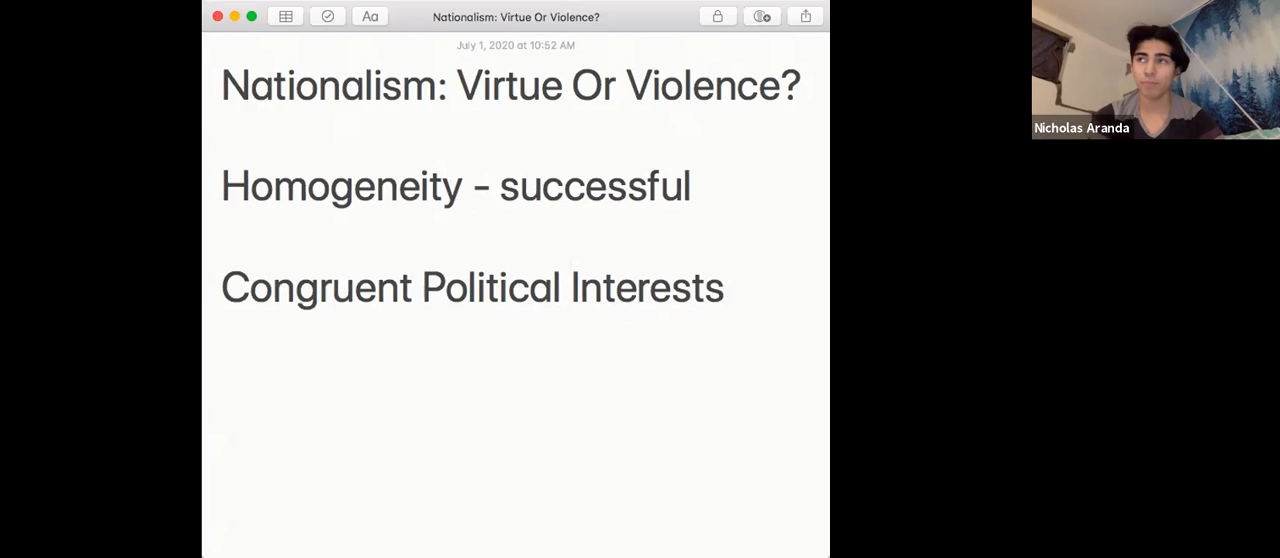 Aa
Nationalism: Virtue Or Violence?
July 1, 2020 at 10:52 AM
Nationalism: Virtue Or Violence?
Homogeneity - successful
Congruent Political Interests
Nicholas Aranda